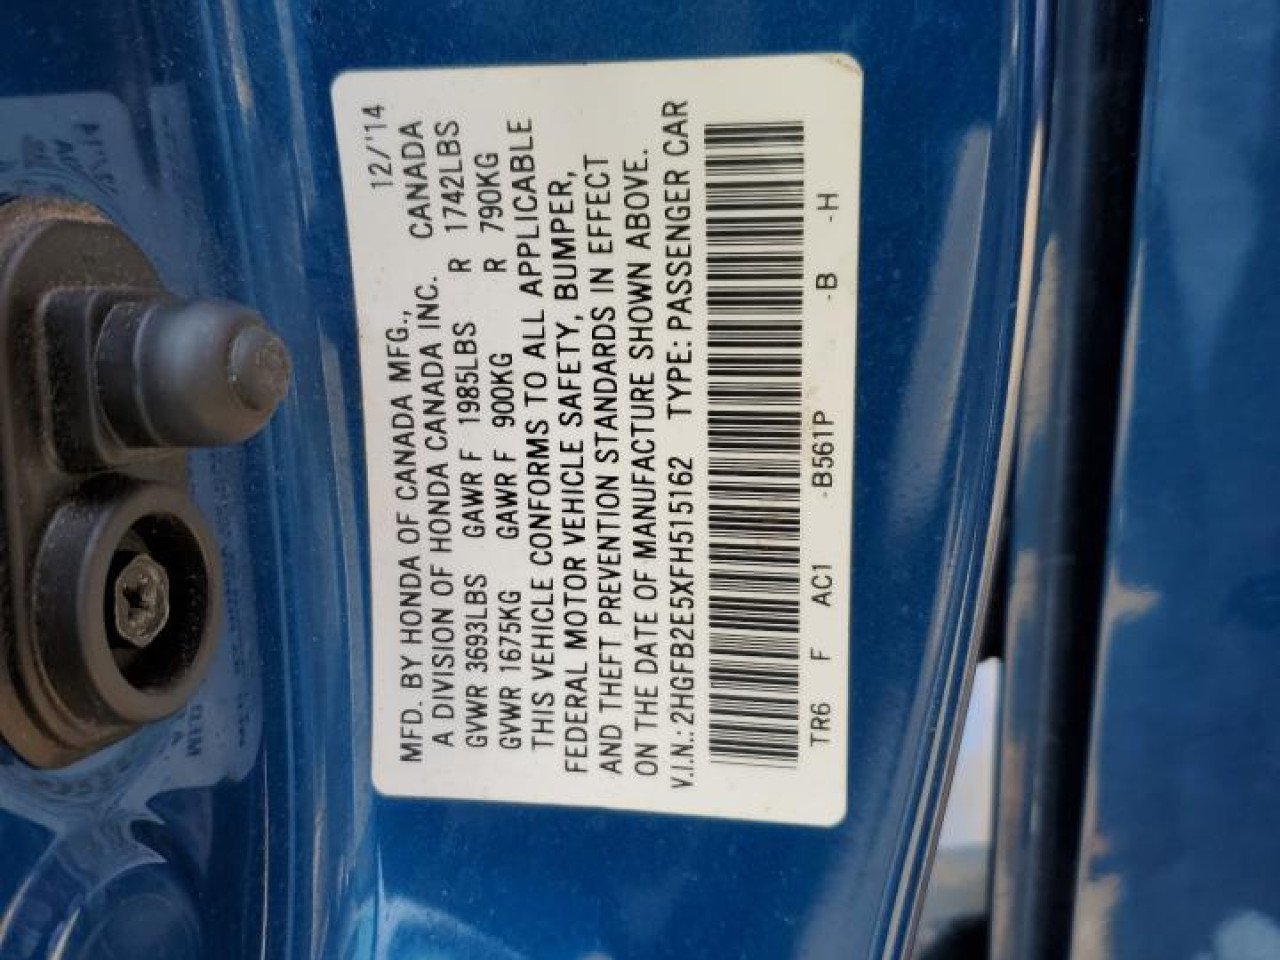 12/'14
MFD. BY HONDA OF CANADA MFG., CANADA
A DIVISION OF HONDA CANADA INC.
GVWR 3693LBS GAWR F 1985LBS R 1742LBS
GVWR 1675KG GAWR F 900KG R 790KG
THIS VEHICLE CONFORMS TO ALL APPLICABLE
FEDERAL MOTOR VEHICLE SAFETY, BUMPER,
AND THEFT PREVENTION STANDARDS IN EFFECT
ON THE DATE OF MANUFACTURE SHOWN ABOVE.
V.I.N.: 2HGFB2E5XFH515162 TYPE: PASSENGER CAR
TR6 F AC1 -B561P -B -H